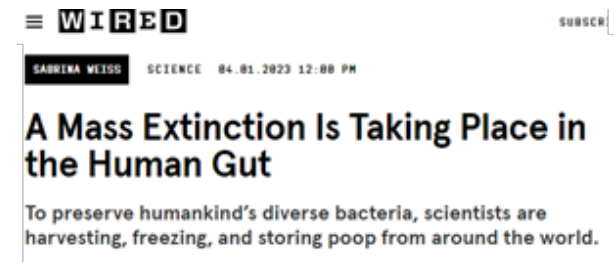 WIRED SUBSCRI
SABRINA WEISS SCIENCE 04.01.2023 12:00 PM
A Mass Extinction Is Taking Place in
the Human Gut
To preserve humankind's diverse bacteria, scientists are
harvesting, freezing, and storing poop from around the world.